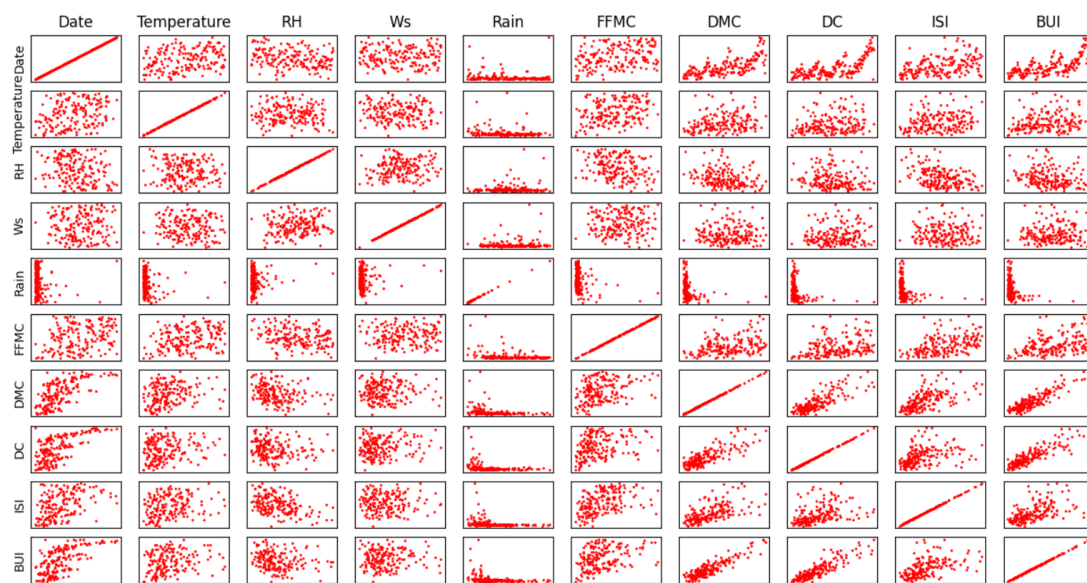 Date Temperature RH Ws Rain FFMC DMC DC ISI BUI
Date
Temperature
RH
Ws
Rain
FFMC
DMC
DC
ISI
BUI